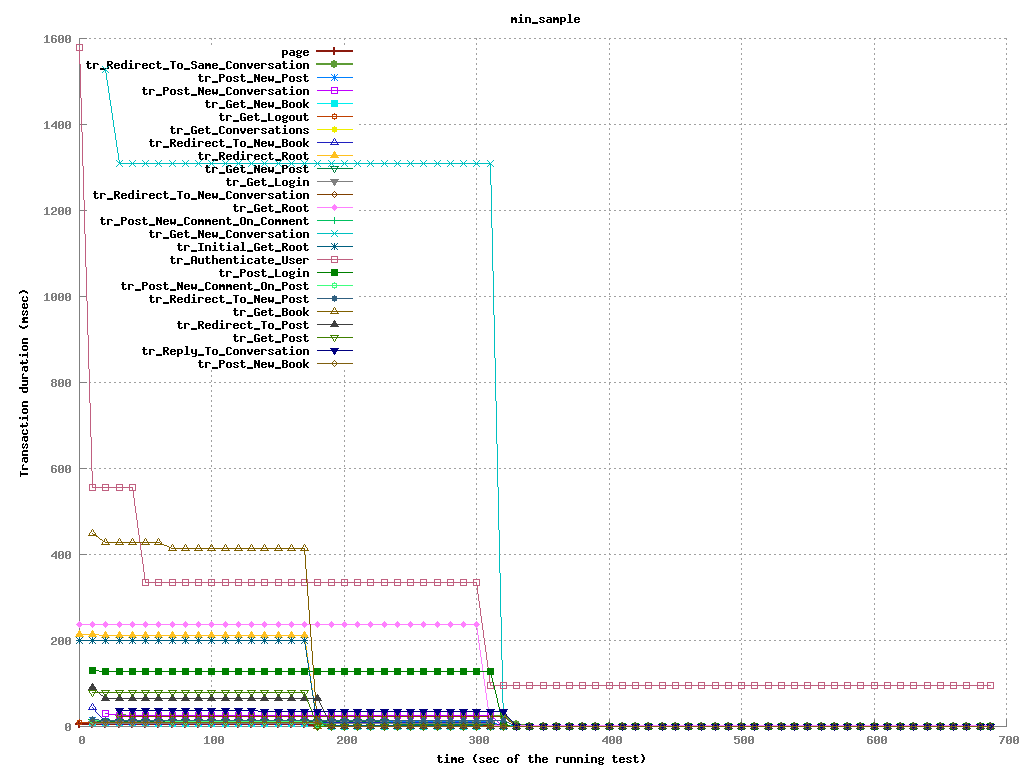 min_sample
1600
1400
1200
1000
800
600
400
200
0
Transaction duration (msec)
page
tr_Redirect_To_Same_Conversation
tr_Post_New_Post
tr_Post_New_Conversation
tr_Get_New_Book
tr_Get_Logout
tr_Get_Conversations
tr_Redirect_To_New_Book
tr_Redirect_Root
tr_Get_New_Post
tr_Get_Login
tr_Redirect_To_New_Conversation
tr_Get_Root
tr_Post_New_Comment_On_Comment
tr_Get_New_Conversation
tr_Initial_Get_Root
tr_Authenticate_User
tr_Post_Login
tr_Post_New_Comment_On_Post
tr_Redirect_To_New_Post
tr_Get_Book
tr_Redirect_To_Post
tr_Get_Post
tr_Reply_To_Conversation
tr_Post_New_Book
0 100 200 300 400 500 600 700
time (sec of the running test)